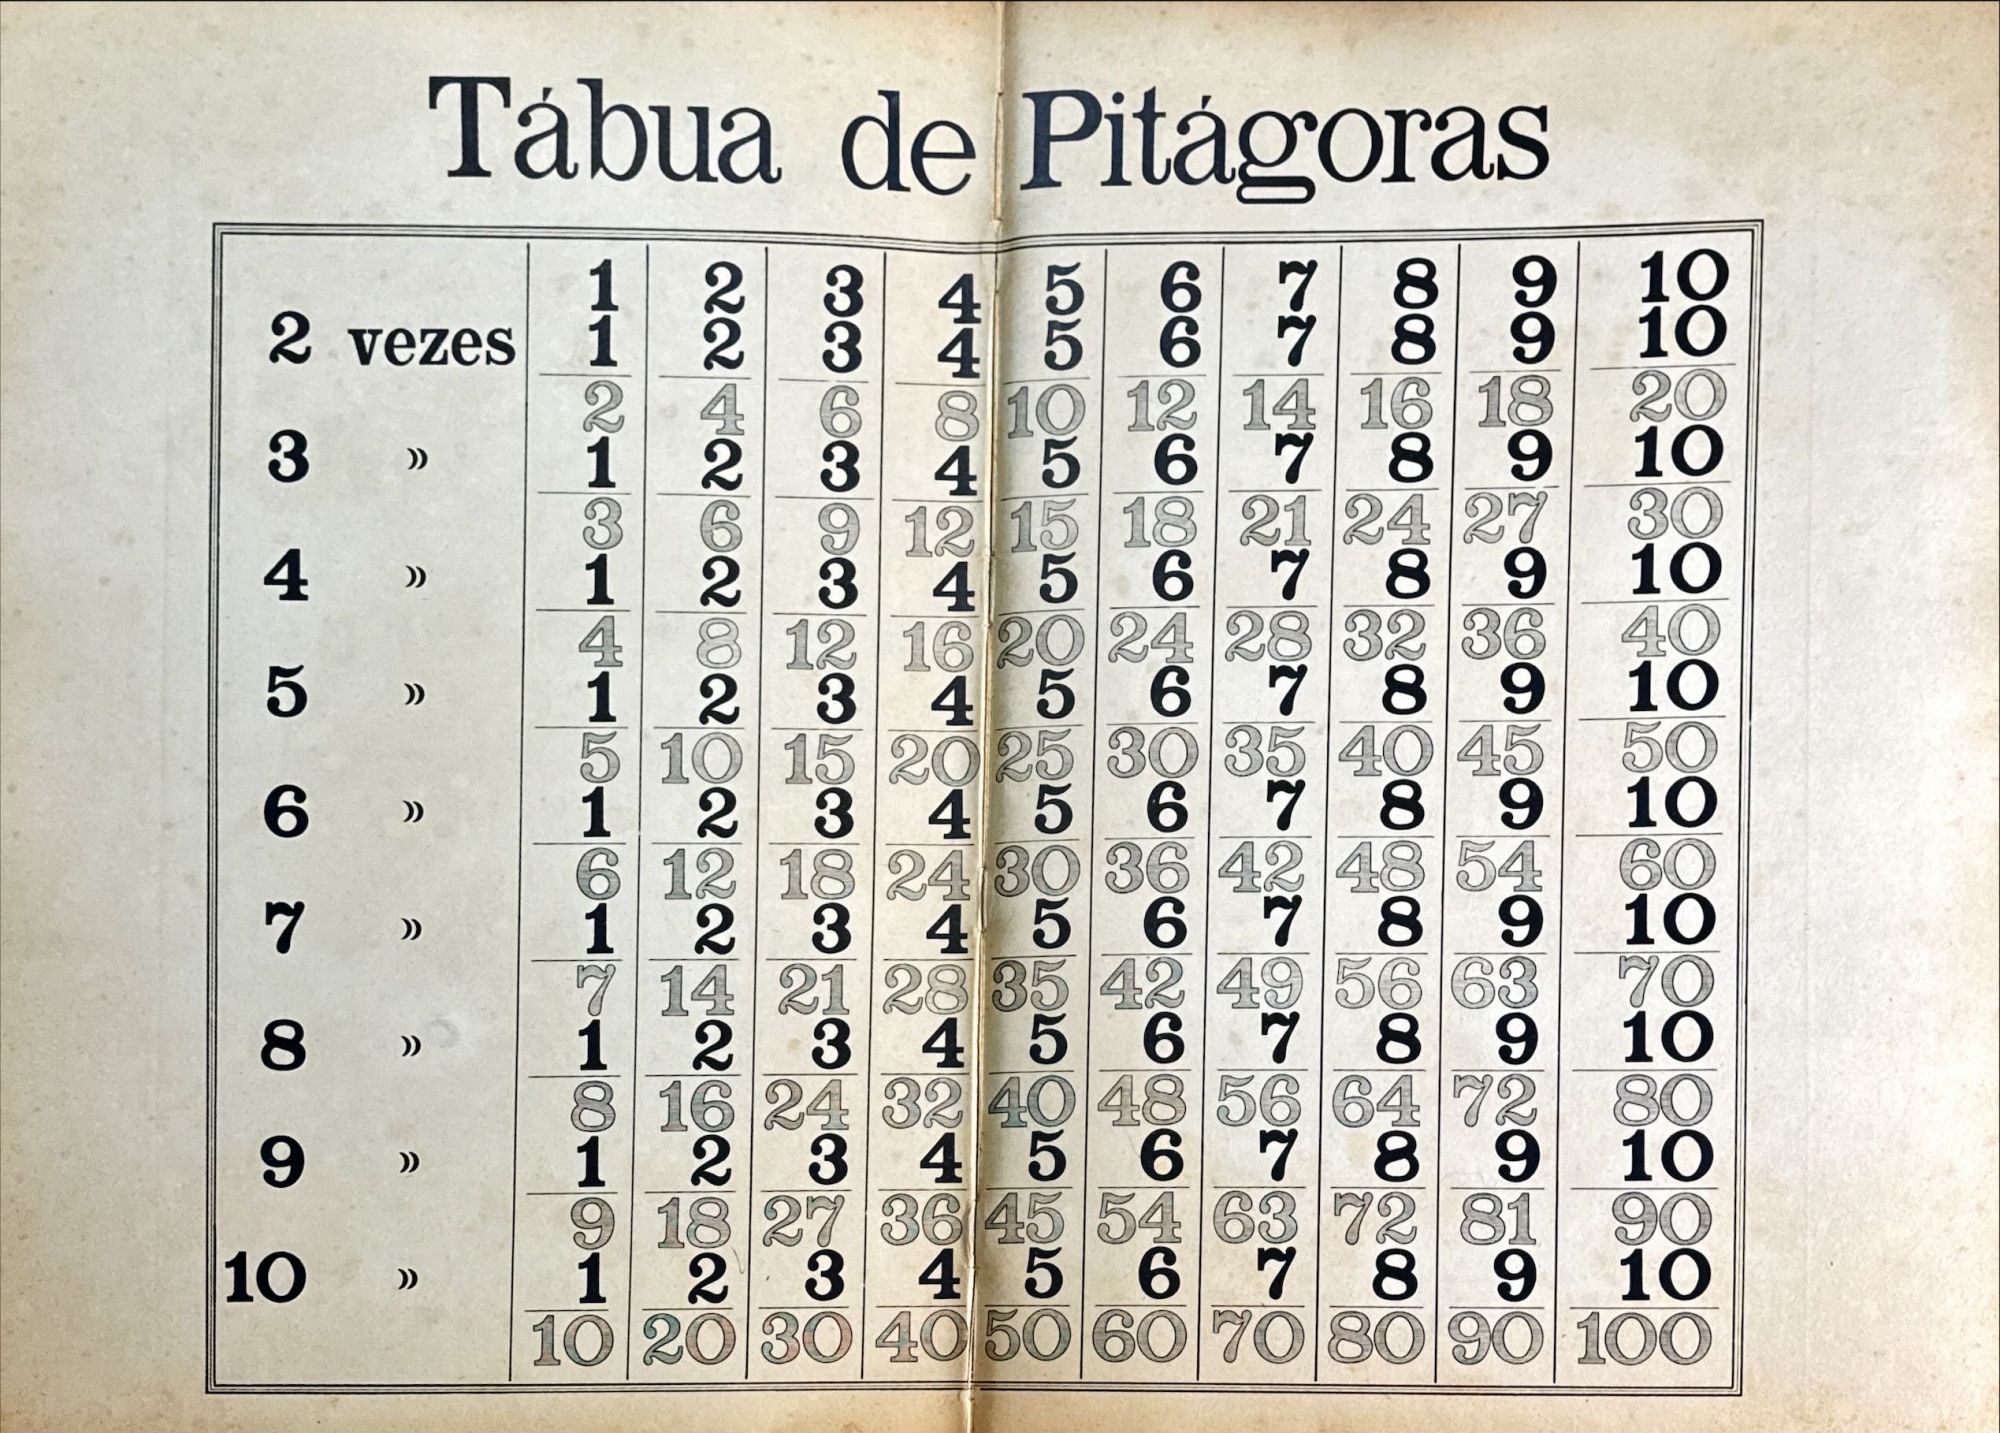 Tábua de Pitágoras
1 2 3 4 5 6 7 8 9 10
2 vezes 1 2 3 4 5 6 7 8 9 10
2 4 6 8 10 12 14 16 18 20
3 » 1 2 3 4 5 6 7 8 9 10
3 6 9 12 15 18 21 24 27 30
4 » 1 2 3 4 5 6 7 8 9 10
4 8 12 16 20 24 28 32 36 40
5 » 1 2 3 4 5 6 7 8 9 10
5 10 15 20 25 30 35 40 45 50
6 » 1 2 3 4 5 6 7 8 9 10
6 12 18 24 30 36 42 48 54 60
7 » 1 2 3 4 5 6 7 8 9 10
7 14 21 28 35 42 49 56 63 70
8 » 1 2 3 4 5 6 7 8 9 10
8 16 24 32 40 48 56 64 72 80
9 » 1 2 3 4 5 6 7 8 9 10
9 18 27 36 45 54 63 72 81 90
10 » 1 2 3 4 5 6 7 8 9 10
10 20 30 40 50 60 70 80 90 100